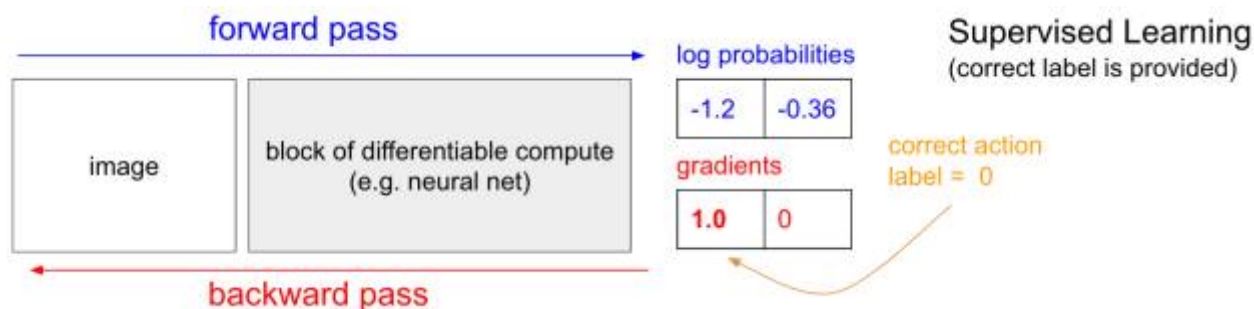 forward pass
Supervised Learning
(correct label is provided)
log probabilities
-1.2 -0.36
image
block of differentiable compute
(e.g. neural net)
correct action
label = 0
gradients
1.0 0
backward pass